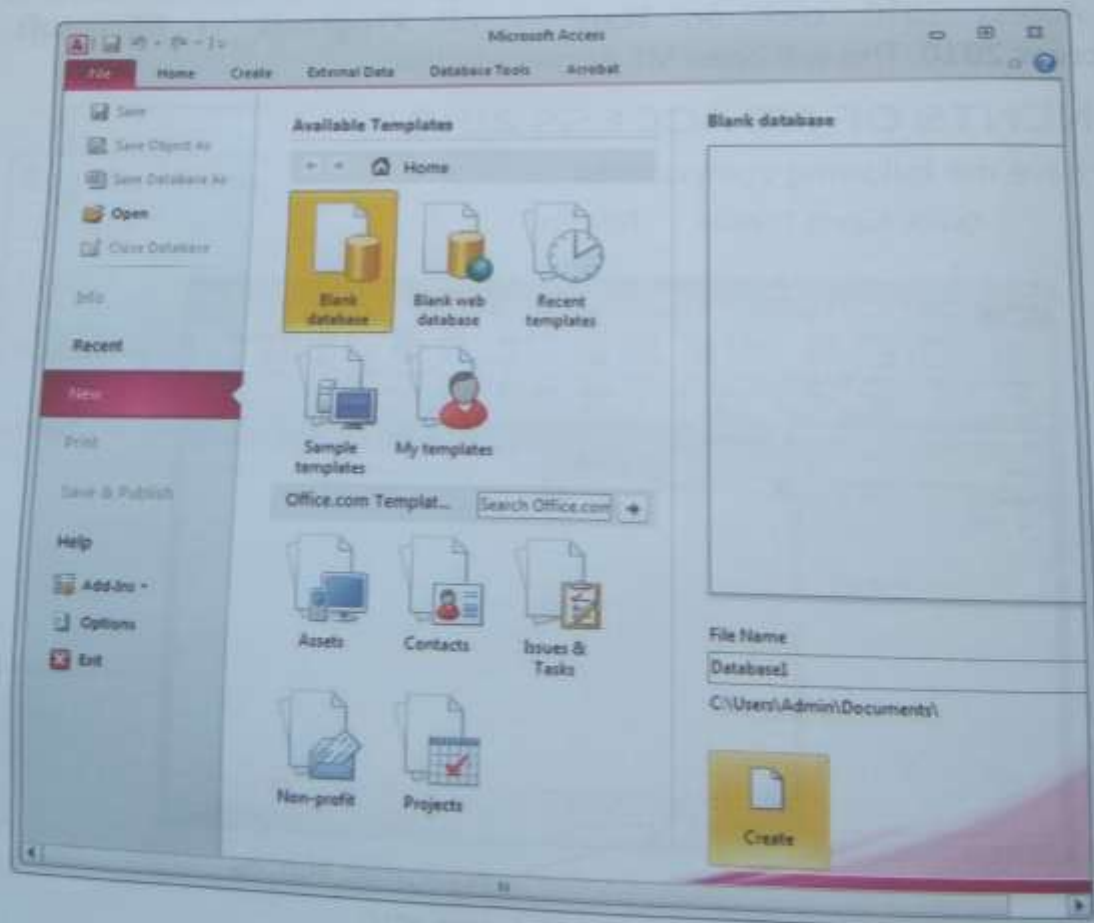 Microsoft Access
File Home Create External Data Database Tools Acrobat
Save
Save Object As
Save Database As
Open
Close Database
Info
Recent
New
Print
Save & Publish
Help
Add-Ins
Options
Exit
Available Templates
Home
Blank database
Blank web database
Recent templates
Sample templates
My templates
Office.com Templat...
Search Office.com
Assets
Contacts
Issues & Tasks
Non-profit
Projects
Blank database
File Name
Database1
C:\Users\Admin\Documents\
Create